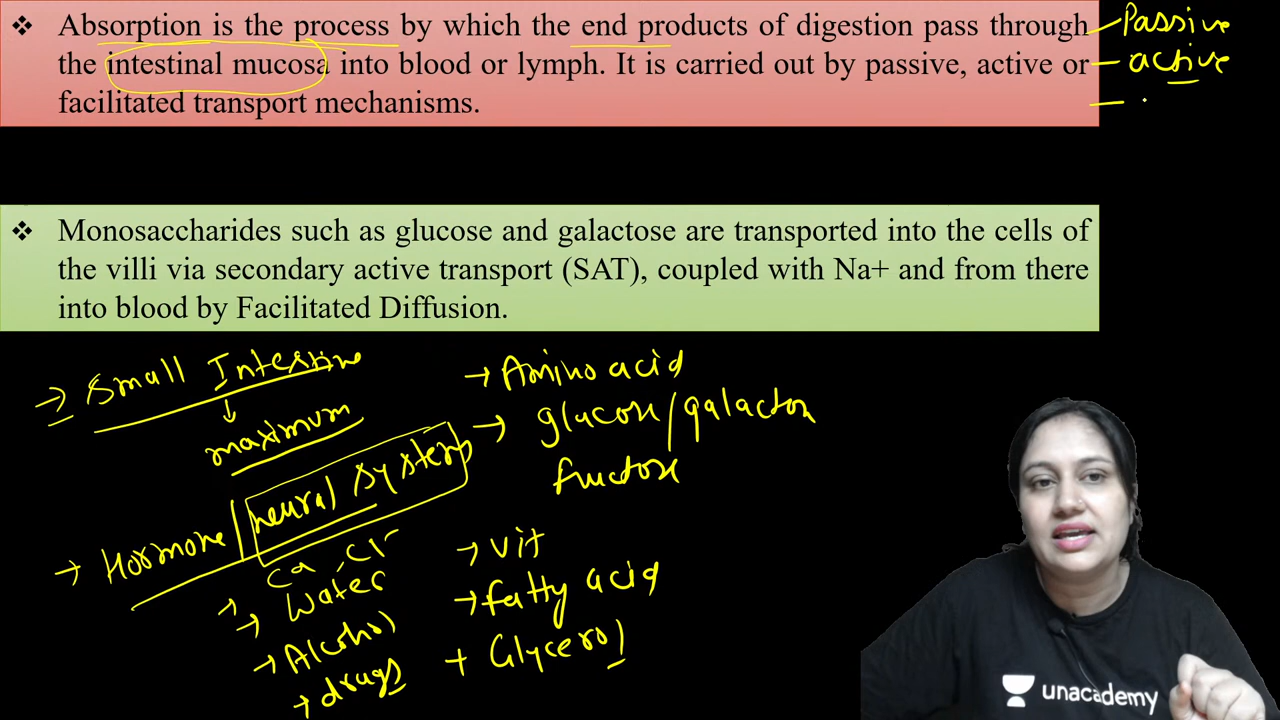 ❖ Absorption is the process by which the end products of digestion pass through
the intestinal mucosa into blood or lymph. It is carried out by passive, active or
facilitated transport mechanisms.
Passive
active
❖ Monosaccharides such as glucose and galactose are transported into the cells of
the villi via secondary active transport (SAT), coupled with Na+ and from there
into blood by Facilitated Diffusion.
→ Small Intestine
↓
maximum
→ Hormone/neural system
Ca, Cl-
→ Water
→ Alcohol
→ drugs
→ Amino acid
→ glucose/galactose
fructose
→ vit
→ fatty acid
+ Glycerol
unacademy